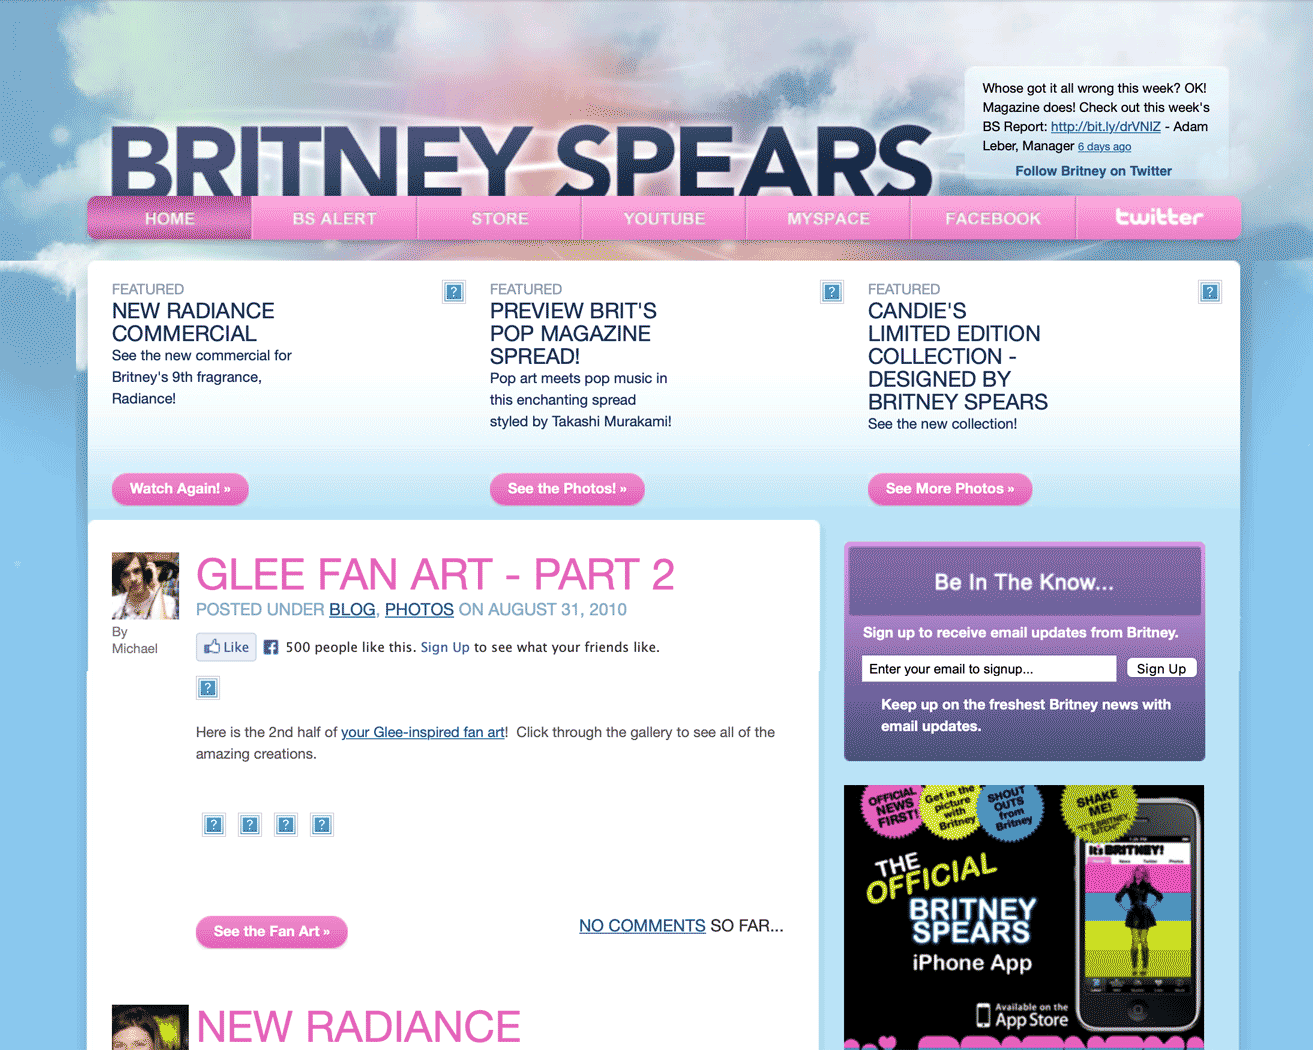 Whose got it all wrong this week? OK!
Magazine does! Check out this week's
BS Report: http://bit.ly/drVNIZ - Adam
Leber, Manager 6 days ago
Follow Britney on Twitter
BRITNEY SPEARS
HOME BS ALERT STORE YOUTUBE MYSPACE FACEBOOK twitter
FEATURED
NEW RADIANCE
COMMERCIAL
See the new commercial for
Britney's 9th fragrance,
Radiance!
Watch Again! »
FEATURED
PREVIEW BRIT'S
POP MAGAZINE
SPREAD!
Pop art meets pop music in
this enchanting spread
styled by Takashi Murakami!
See the Photos! »
FEATURED
CANDIE'S
LIMITED EDITION
COLLECTION -
DESIGNED BY
BRITNEY SPEARS
See the new collection!
See More Photos »
By
Michael
GLEE FAN ART - PART 2
POSTED UNDER BLOG, PHOTOS ON AUGUST 31, 2010
Like 500 people like this. Sign Up to see what your friends like.
Here is the 2nd half of your Glee-inspired fan art! Click through the gallery to see all of the
amazing creations.
See the Fan Art »
NO COMMENTS SO FAR...
NEW RADIANCE
Be In The Know...
Sign up to receive email updates from Britney.
Enter your email to signup... Sign Up
Keep up on the freshest Britney news with
email updates.
OFFICIAL
NEWS
FIRST!
Get in the
picture
with
Britney
SHOUT
OUTS
from
Britney
SHAKE
ME!
"IT'S BRITNEY,
BITCH"
THE
OFFICIAL
BRITNEY
SPEARS
iPhone App
it's BRITNEY!
Available on the
App Store